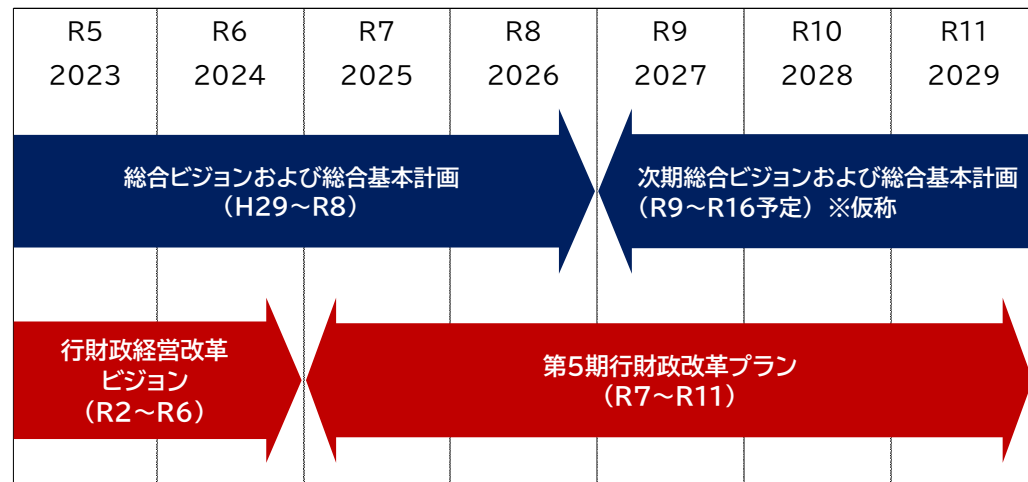 R5 R6 R7 R8 R9 R10 R11
2023 2024 2025 2026 2027 2028 2029
総合ビジョンおよび総合基本計画
（H29～R8）
次期総合ビジョンおよび総合基本計画
（R9～R16予定）※仮称
行財政経営改革
ビジョン
（R2～R6）
第5期行財政改革プラン
（R7～R11）